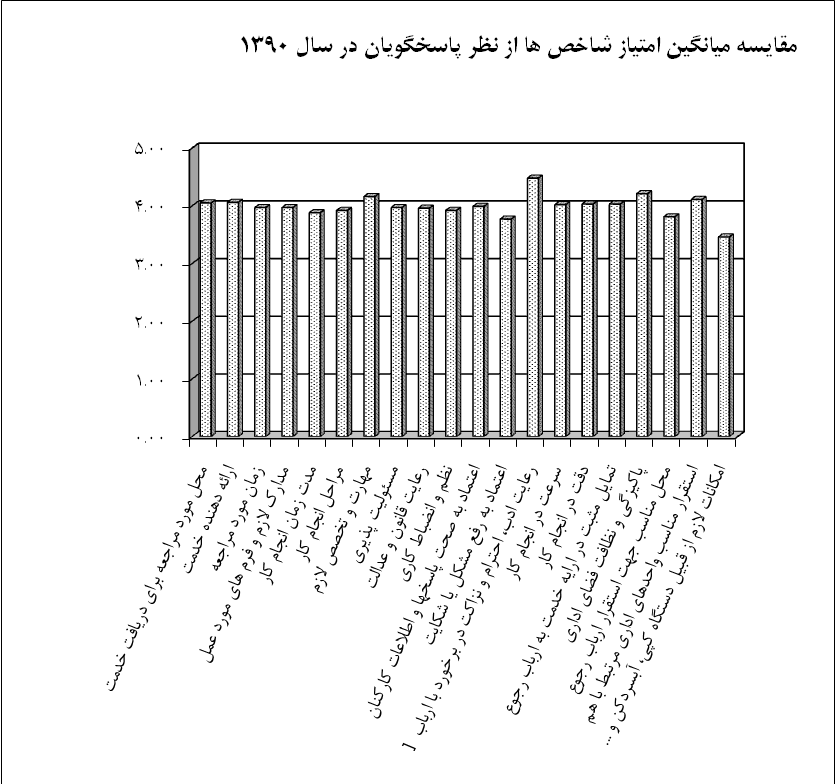 مقایسه میانگین امتیاز شاخص ها از نظر پاسخگویان در سال ۱۳۹۰
۵.۰۰
۴.۰۰
۳.۰۰
۲.۰۰
۱.۰۰
۰.۰۰
محل مورد مراجعه برای دریافت خدمت
ارائه دهنده خدمت
زمان مورد مراجعه
مدارک لازم و فرم های مورد عمل
مدت زمان انجام کار
مراحل انجام کار
مهارت و تخصص لازم
مسئولیت پذیری
رعایت قانون و عدالت
نظم و انضباط کاری
اعتماد به صحت پاسخها و اطلاعات کارکنان
اعتماد به رفع مشکل یا شکایت
رعایت ادب، احترام و نزاکت در برخورد با ارباب [
سرعت در انجام کار
دقت در انجام کار
تمایل مثبت در ارایه خدمت به ارباب رجوع
پاکیزگی و نظافت فضای اداری
محل مناسب جهت استقرار ارباب رجوع
استقرار مناسب واحدهای اداری مرتبط با هم
امکانات لازم از قبیل دستگاه کپی، آبسردکن و ...